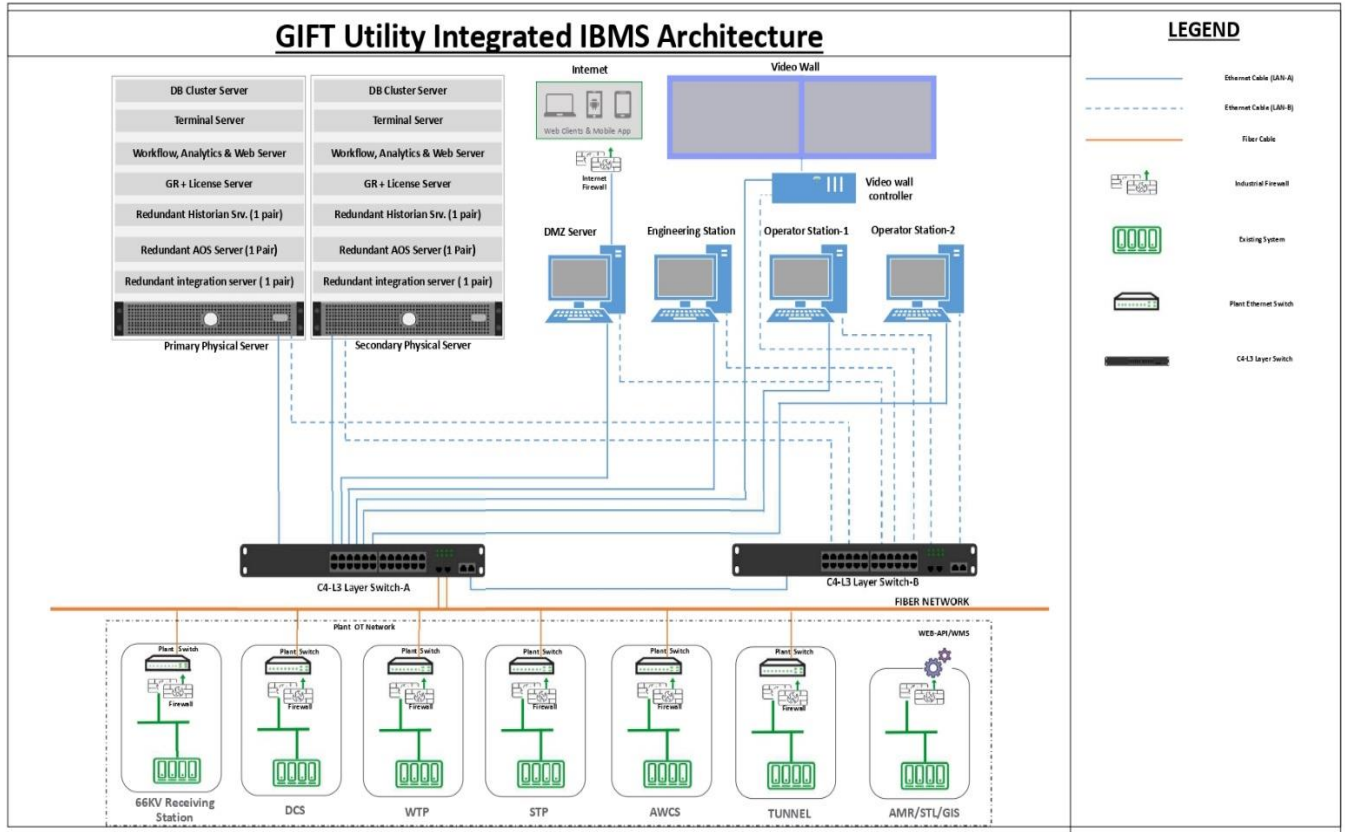 GIFT Utility Integrated IBMS Architecture
LEGEND
DB Cluster Server
Terminal Server
Workflow, Analytics & Web Server
GR + License Server
Redundant Historian Srv. (1 pair)
Redundant AOS Server (1 Pair)
Redundant integration server ( 1 pair)
Primary Physical Server
DB Cluster Server
Terminal Server
Workflow, Analytics & Web Server
GR + License Server
Redundant Historian Srv. (1 pair)
Redundant AOS Server (1 Pair)
Redundant integration server ( 1 pair)
Secondary Physical Server
Internet
Web Clients & Mobile App
Internet
Firewall
Video Wall
Video wall
controller
DMZ Server
Engineering Station
Operator Station-1
Operator Station-2
Ethernet Cable (LAN-A)
Ethernet Cable (LAN-B)
Fiber Cable
Industrial Firewall
Existing System
Plant Ethernet Switch
C4-L3 Layer Switch
C4-L3 Layer Switch-A
C4-L3 Layer Switch-B
FIBER NETWORK
Plant OT Network
WEB-API/WMS
Plant Switch
Firewall
66KV Receiving
Station
Plant Switch
Firewall
DCS
Plant Switch
Firewall
WTP
Plant Switch
Firewall
STP
Plant Switch
Firewall
AWCS
Plant Switch
Firewall
TUNNEL
AMR/STL/GIS